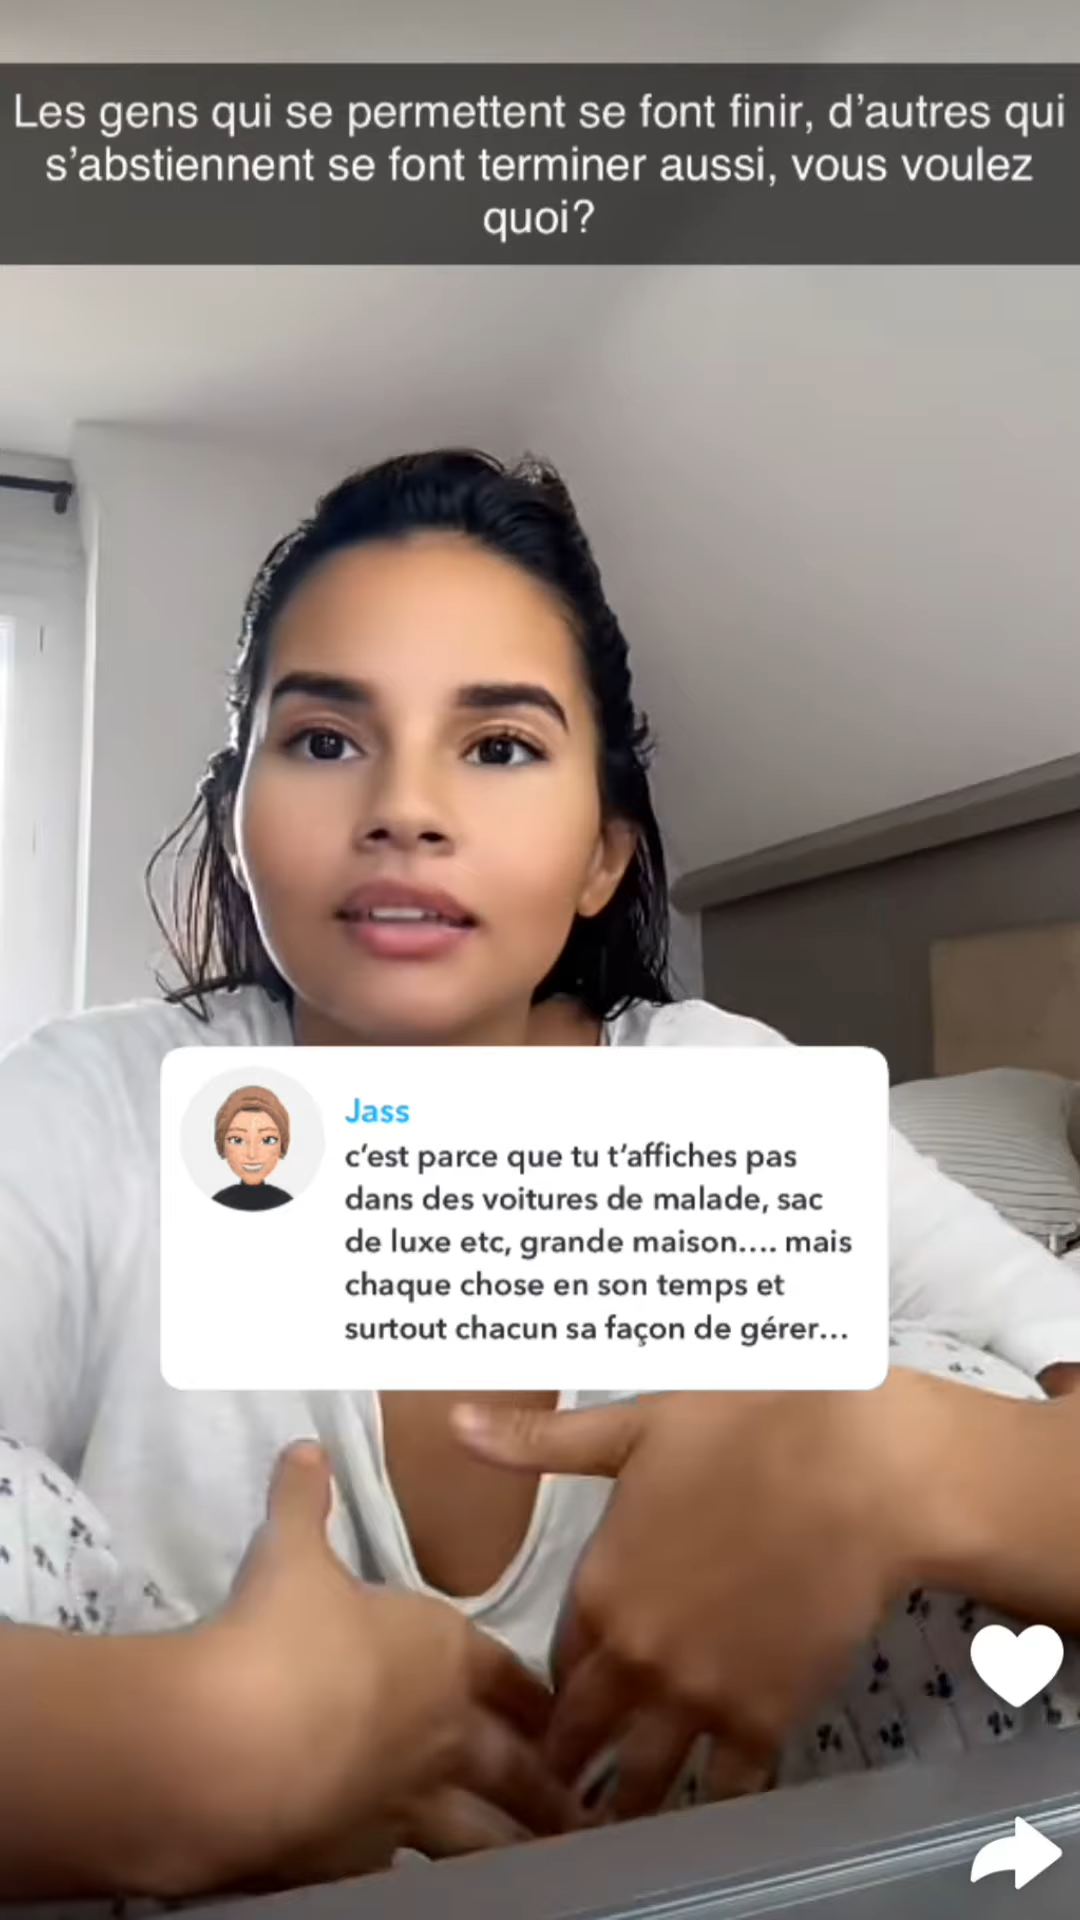 Les gens qui se permettent se font finir, d’autres qui
s’abstiennent se font terminer aussi, vous voulez
quoi?
Jass
c’est parce que tu t’affiches pas
dans des voitures de malade, sac
de luxe etc, grande maison.... mais
chaque chose en son temps et
surtout chacun sa façon de gérer...